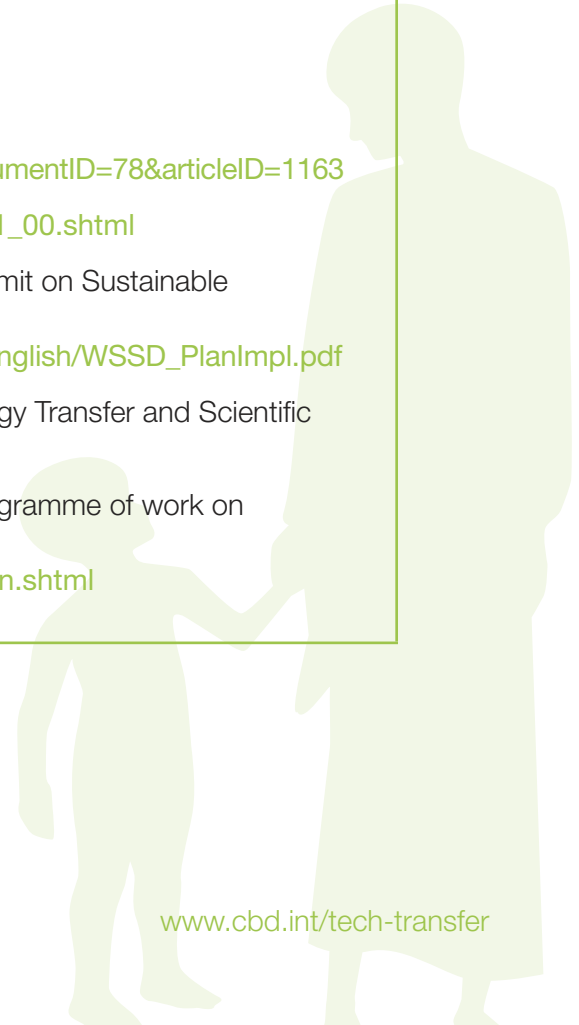 umentID=78&articleID=1163
_00.shtml
mit on Sustainable
nglish/WSSD_PlanImpl.pdf
gy Transfer and Scientific
gramme of work on
n.shtml
www.cbd.int/tech-transfer